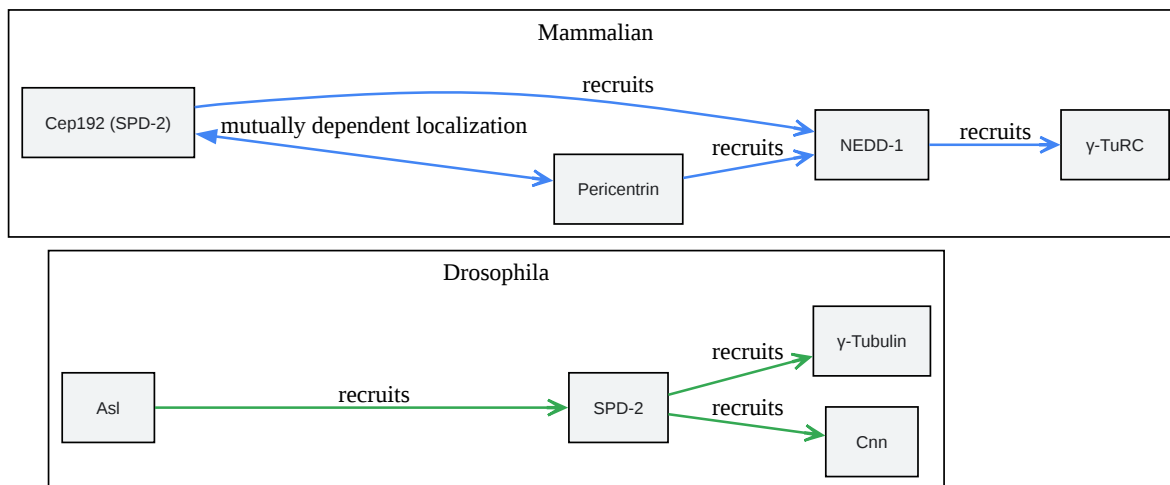 Mammalian
recruits
Cep192 (SPD-2)
mutually dependent localization
recruits
NEDD-1
recruits
γ-TuRC
Pericentrin
Drosophila
γ-Tubulin
recruits
Asl
recruits
SPD-2
recruits
Cnn